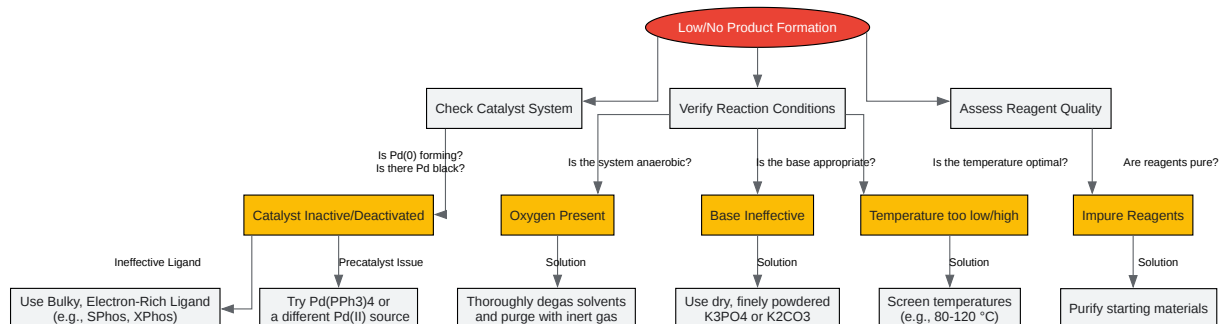 Low/No Product Formation
Check Catalyst System
Verify Reaction Conditions
Assess Reagent Quality
Is Pd(0) forming?
Is there Pd black?
Is the system anaerobic?
Is the base appropriate?
Is the temperature optimal?
Are reagents pure?
Catalyst Inactive/Deactivated
Oxygen Present
Base Ineffective
Temperature too low/high
Impure Reagents
Ineffective Ligand
Precatalyst Issue
Solution
Solution
Solution
Solution
Use Bulky, Electron-Rich Ligand
(e.g., SPhos, XPhos)
Try Pd(PPh3)4 or
a different Pd(II) source
Thoroughly degas solvents
and purge with inert gas
Use dry, finely powdered
K3PO4 or K2CO3
Screen temperatures
(e.g., 80-120 °C)
Purify starting materials